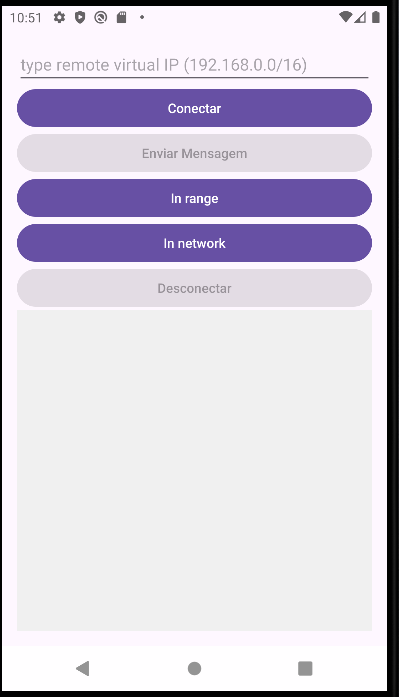 10:51
type remote virtual IP (192.168.0.0/16)
Conectar
Enviar Mensagem
In range
In network
Desconectar